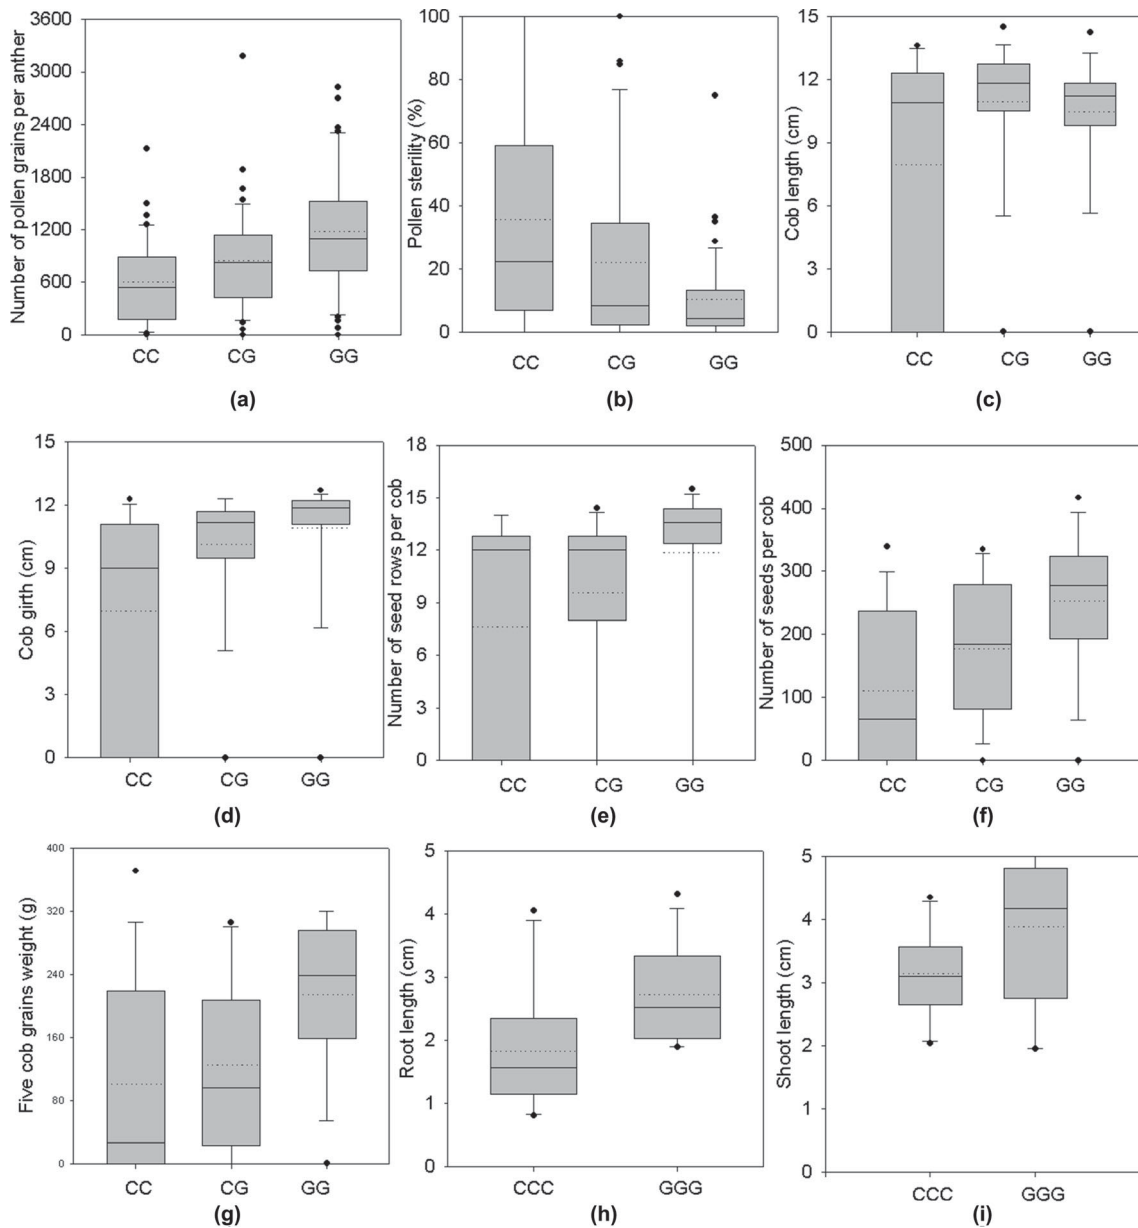 Number of pollen grains per anther
3600
3000
2400
1800
1200
600
0
CC CG GG
(a)
Pollen sterility (%)
100
80
60
40
20
0
CC CG GG
(b)
Cob length (cm)
15
12
9
6
3
0
CC CG GG
(c)
Cob girth (cm)
15
12
9
6
3
0
CC CG GG
(d)
Number of seed rows per cob
18
15
12
9
6
3
0
CC CG GG
(e)
Number of seeds per cob
500
400
300
200
100
0
CC CG GG
(f)
Five cob grains weight (g)
400
320
240
160
80
0
CC CG GG
(g)
Root length (cm)
5
4
3
2
1
0
CCC GGG
(h)
Shoot length (cm)
5
4
3
2
1
0
CCC GGG
(i)